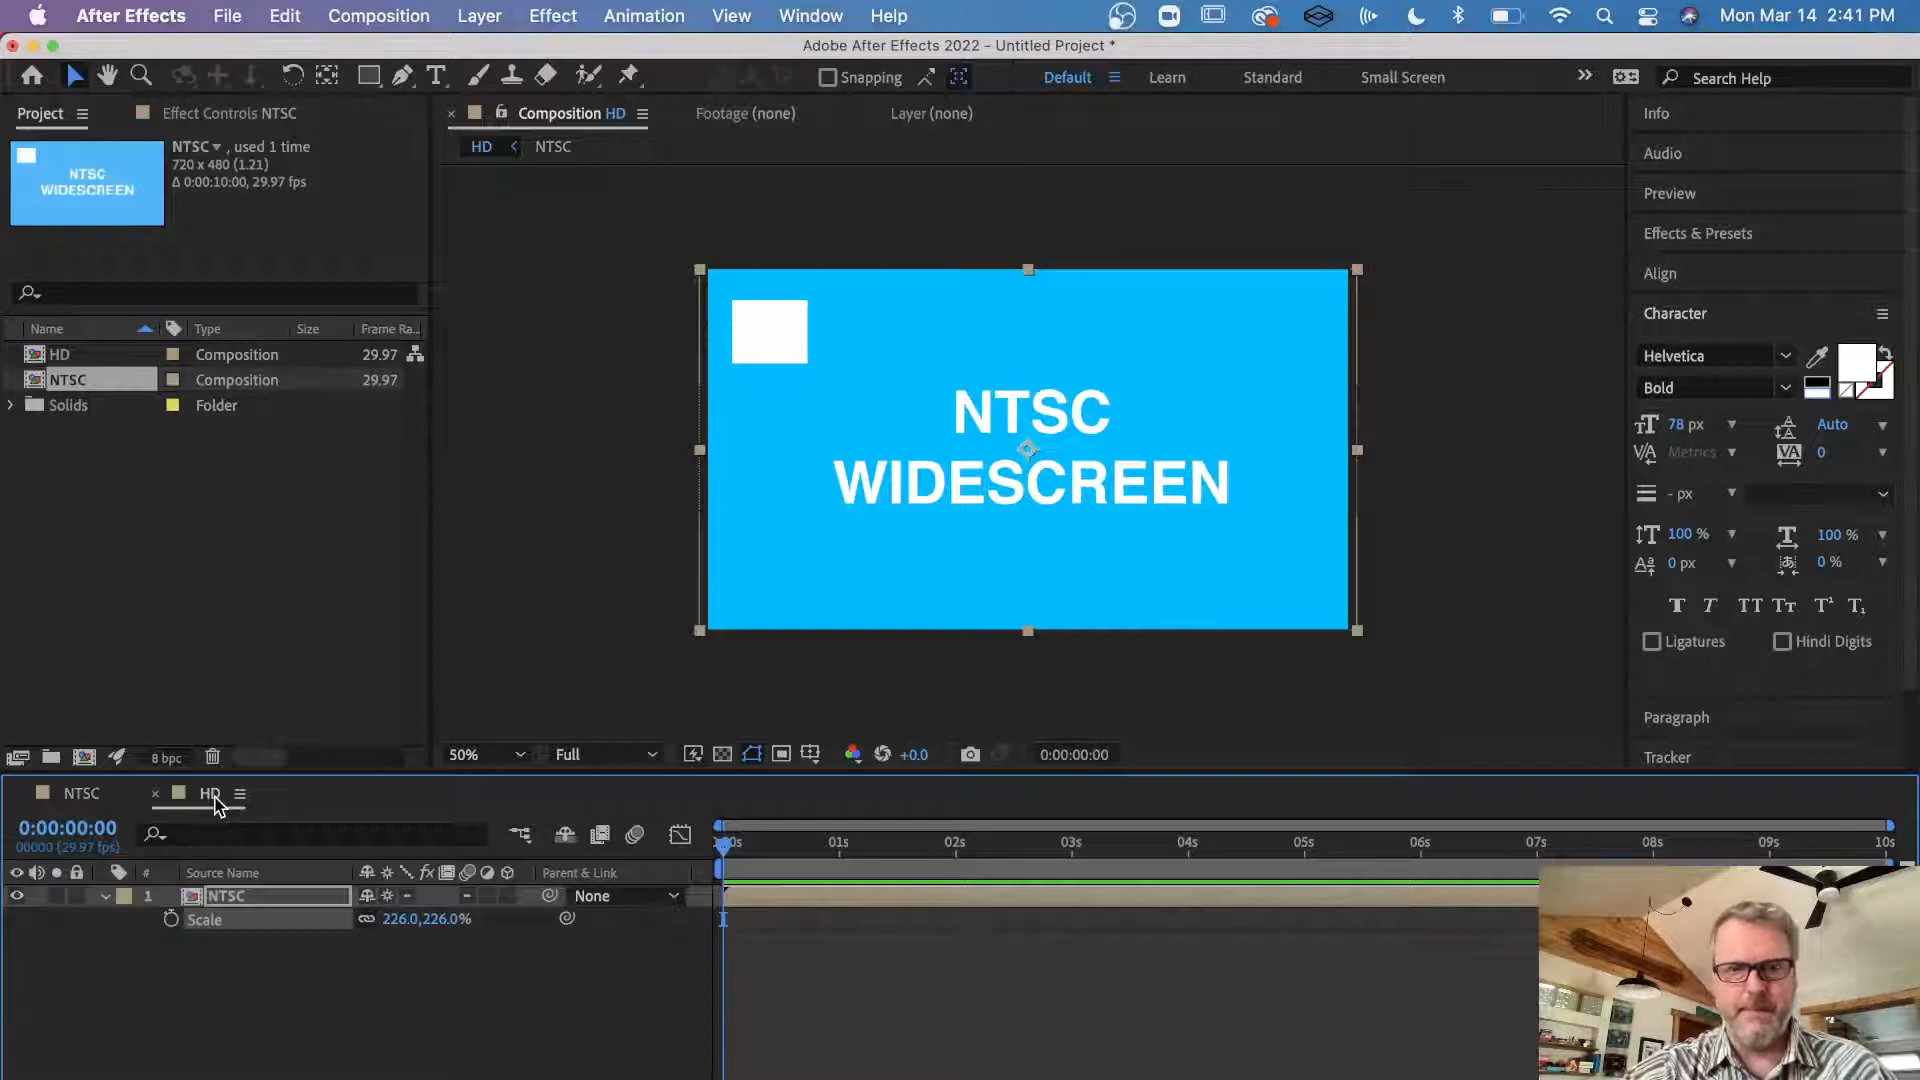 After Effects File Edit Composition Layer Effect Animation View Window Help Mon Mar 14 2:41 PM
Adobe After Effects 2022 - Untitled Project *
Snapping Default Learn Standard Small Screen Search Help
Project Effect Controls NTSC
NTSC , used 1 time
720 x 480 (1.21)
Δ 0:00:10:00, 29.97 fps
NTSC
WIDESCREEN
Name Type Size Frame Ra...
HD Composition 29.97
NTSC Composition 29.97
Solids Folder
8 bpc
Composition HD Footage (none) Layer (none)
HD NTSC
NTSC
WIDESCREEN
50% Full +0.0 0:00:00:00
Info
Audio
Preview
Effects & Presets
Align
Character
Helvetica
Bold
78 px Auto
Metrics 0
- px
100 % 100 %
0 px 0 %
T T TT Tt T¹ T₁
Ligatures Hindi Digits
Paragraph
Tracker
NTSC HD
0:00:00:00
00000 (29.97 fps)
:00s 01s 02s 03s 04s 05s 06s 07s 08s 09s 10s
# Source Name fx Parent & Link
1 NTSC None
Scale 226.0,226.0%